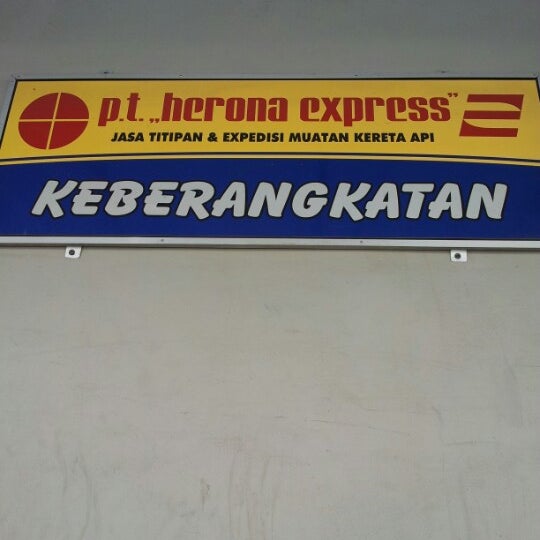 p.t. „herona express”
JASA TITIPAN & EXPEDISI MUATAN KERETA API
KEBERANGKATAN